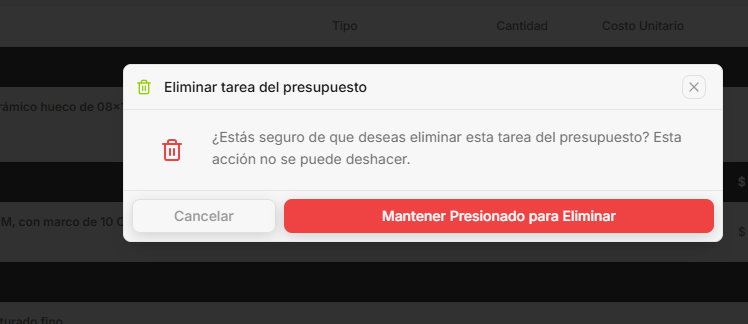 Tipo Cantidad Costo Unitario
Eliminar tarea del presupuesto
rámico hueco de 08x
¿Estás seguro de que deseas eliminar esta tarea del presupuesto? Esta
acción no se puede deshacer.
$
M, con marco de 10 C
Cancelar Mantener Presionado para Eliminar
$
turado fino